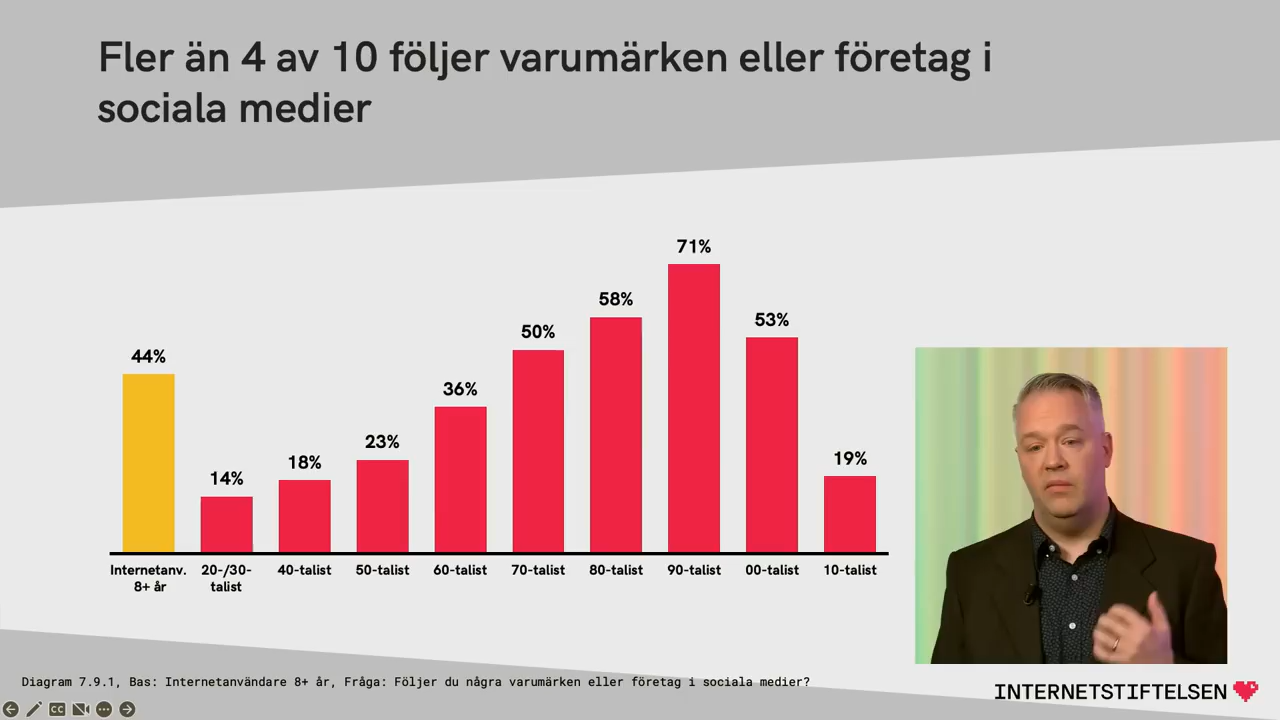 Fler än 4 av 10 följer varumärken eller företag i
sociala medier
44%
14%
18%
23%
36%
50%
58%
71%
53%
19%
Internetanv.
8+ år
20-/30-
talist
40-talist
50-talist
60-talist
70-talist
80-talist
90-talist
00-talist
10-talist
Diagram 7.9.1, Bas: Internetanvändare 8+ år, Fråga: Följer du några varumärken eller företag i sociala medier?
INTERNETSTIFTELSEN
CC